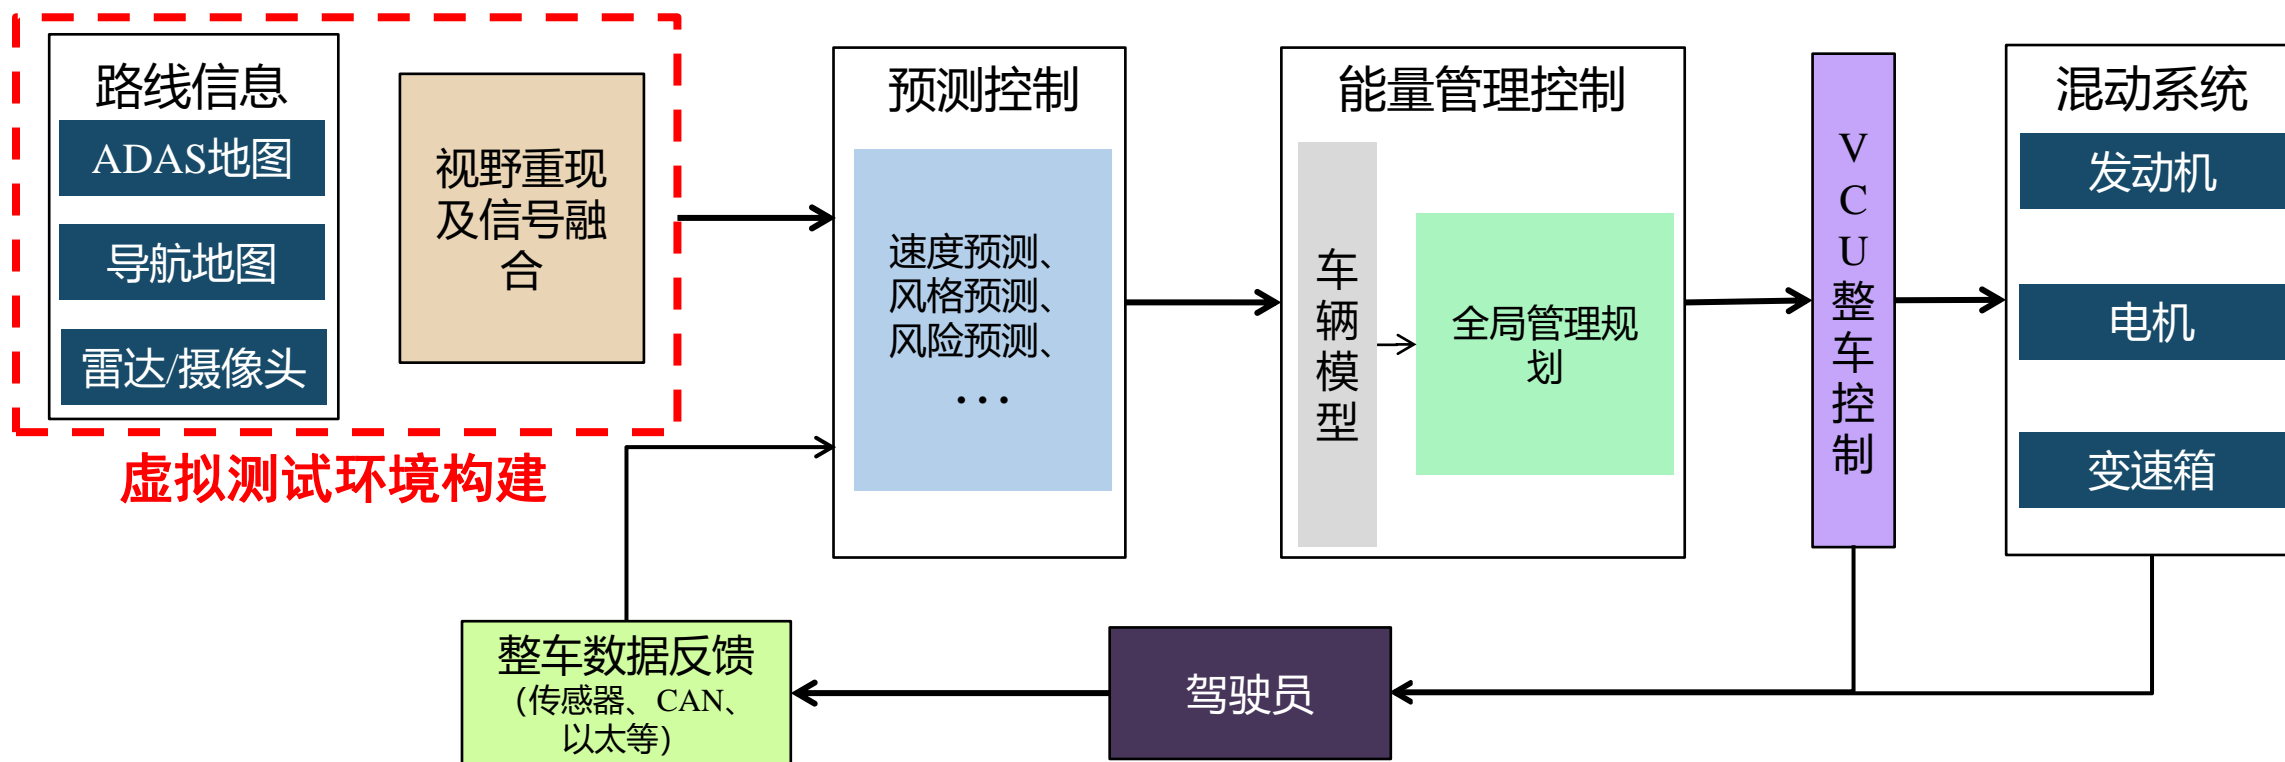 路线信息
ADAS地图
导航地图
雷达/摄像头
视野重现
及信号融
合
虚拟测试环境构建
预测控制
速度预测、
风格预测、
风险预测、
...
能量管理控制
车
辆
模
型
全局管理规
划
V
C
U
整
车
控
制
混动系统
发动机
电机
变速箱
整车数据反馈
（传感器、CAN、
以太等）
驾驶员